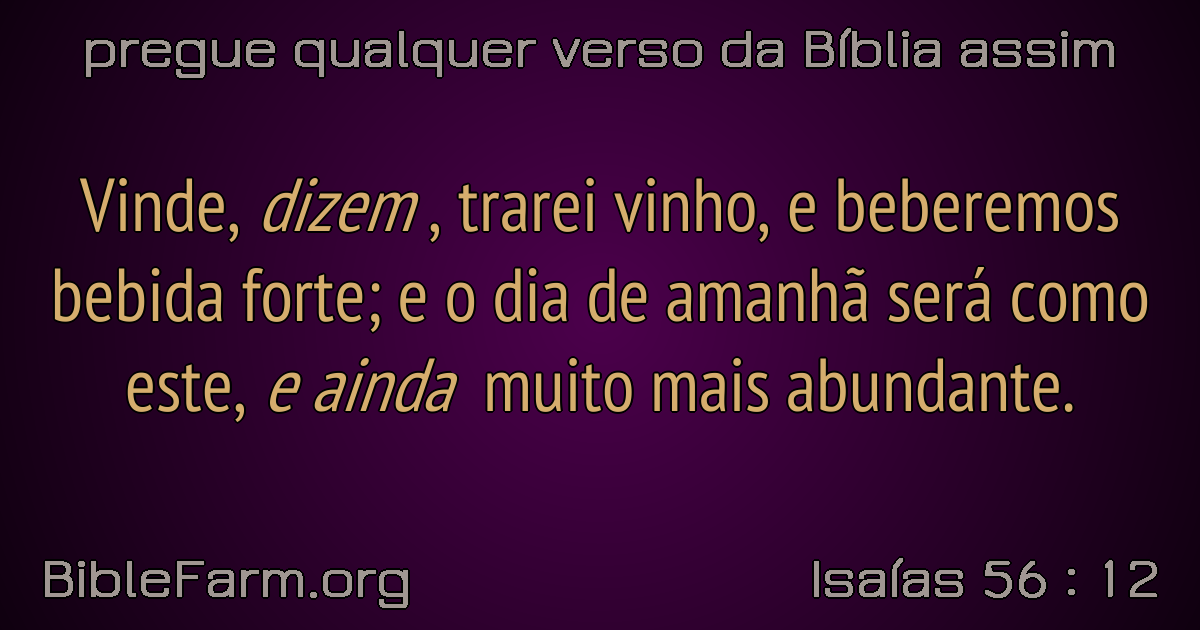 pregue qualquer verso da Bíblia assim
Vinde, dizem , trarei vinho, e beberemos
bebida forte; e o dia de amanhã será como
este, e ainda muito mais abundante.
BibleFarm.org
Isaías 56 : 12